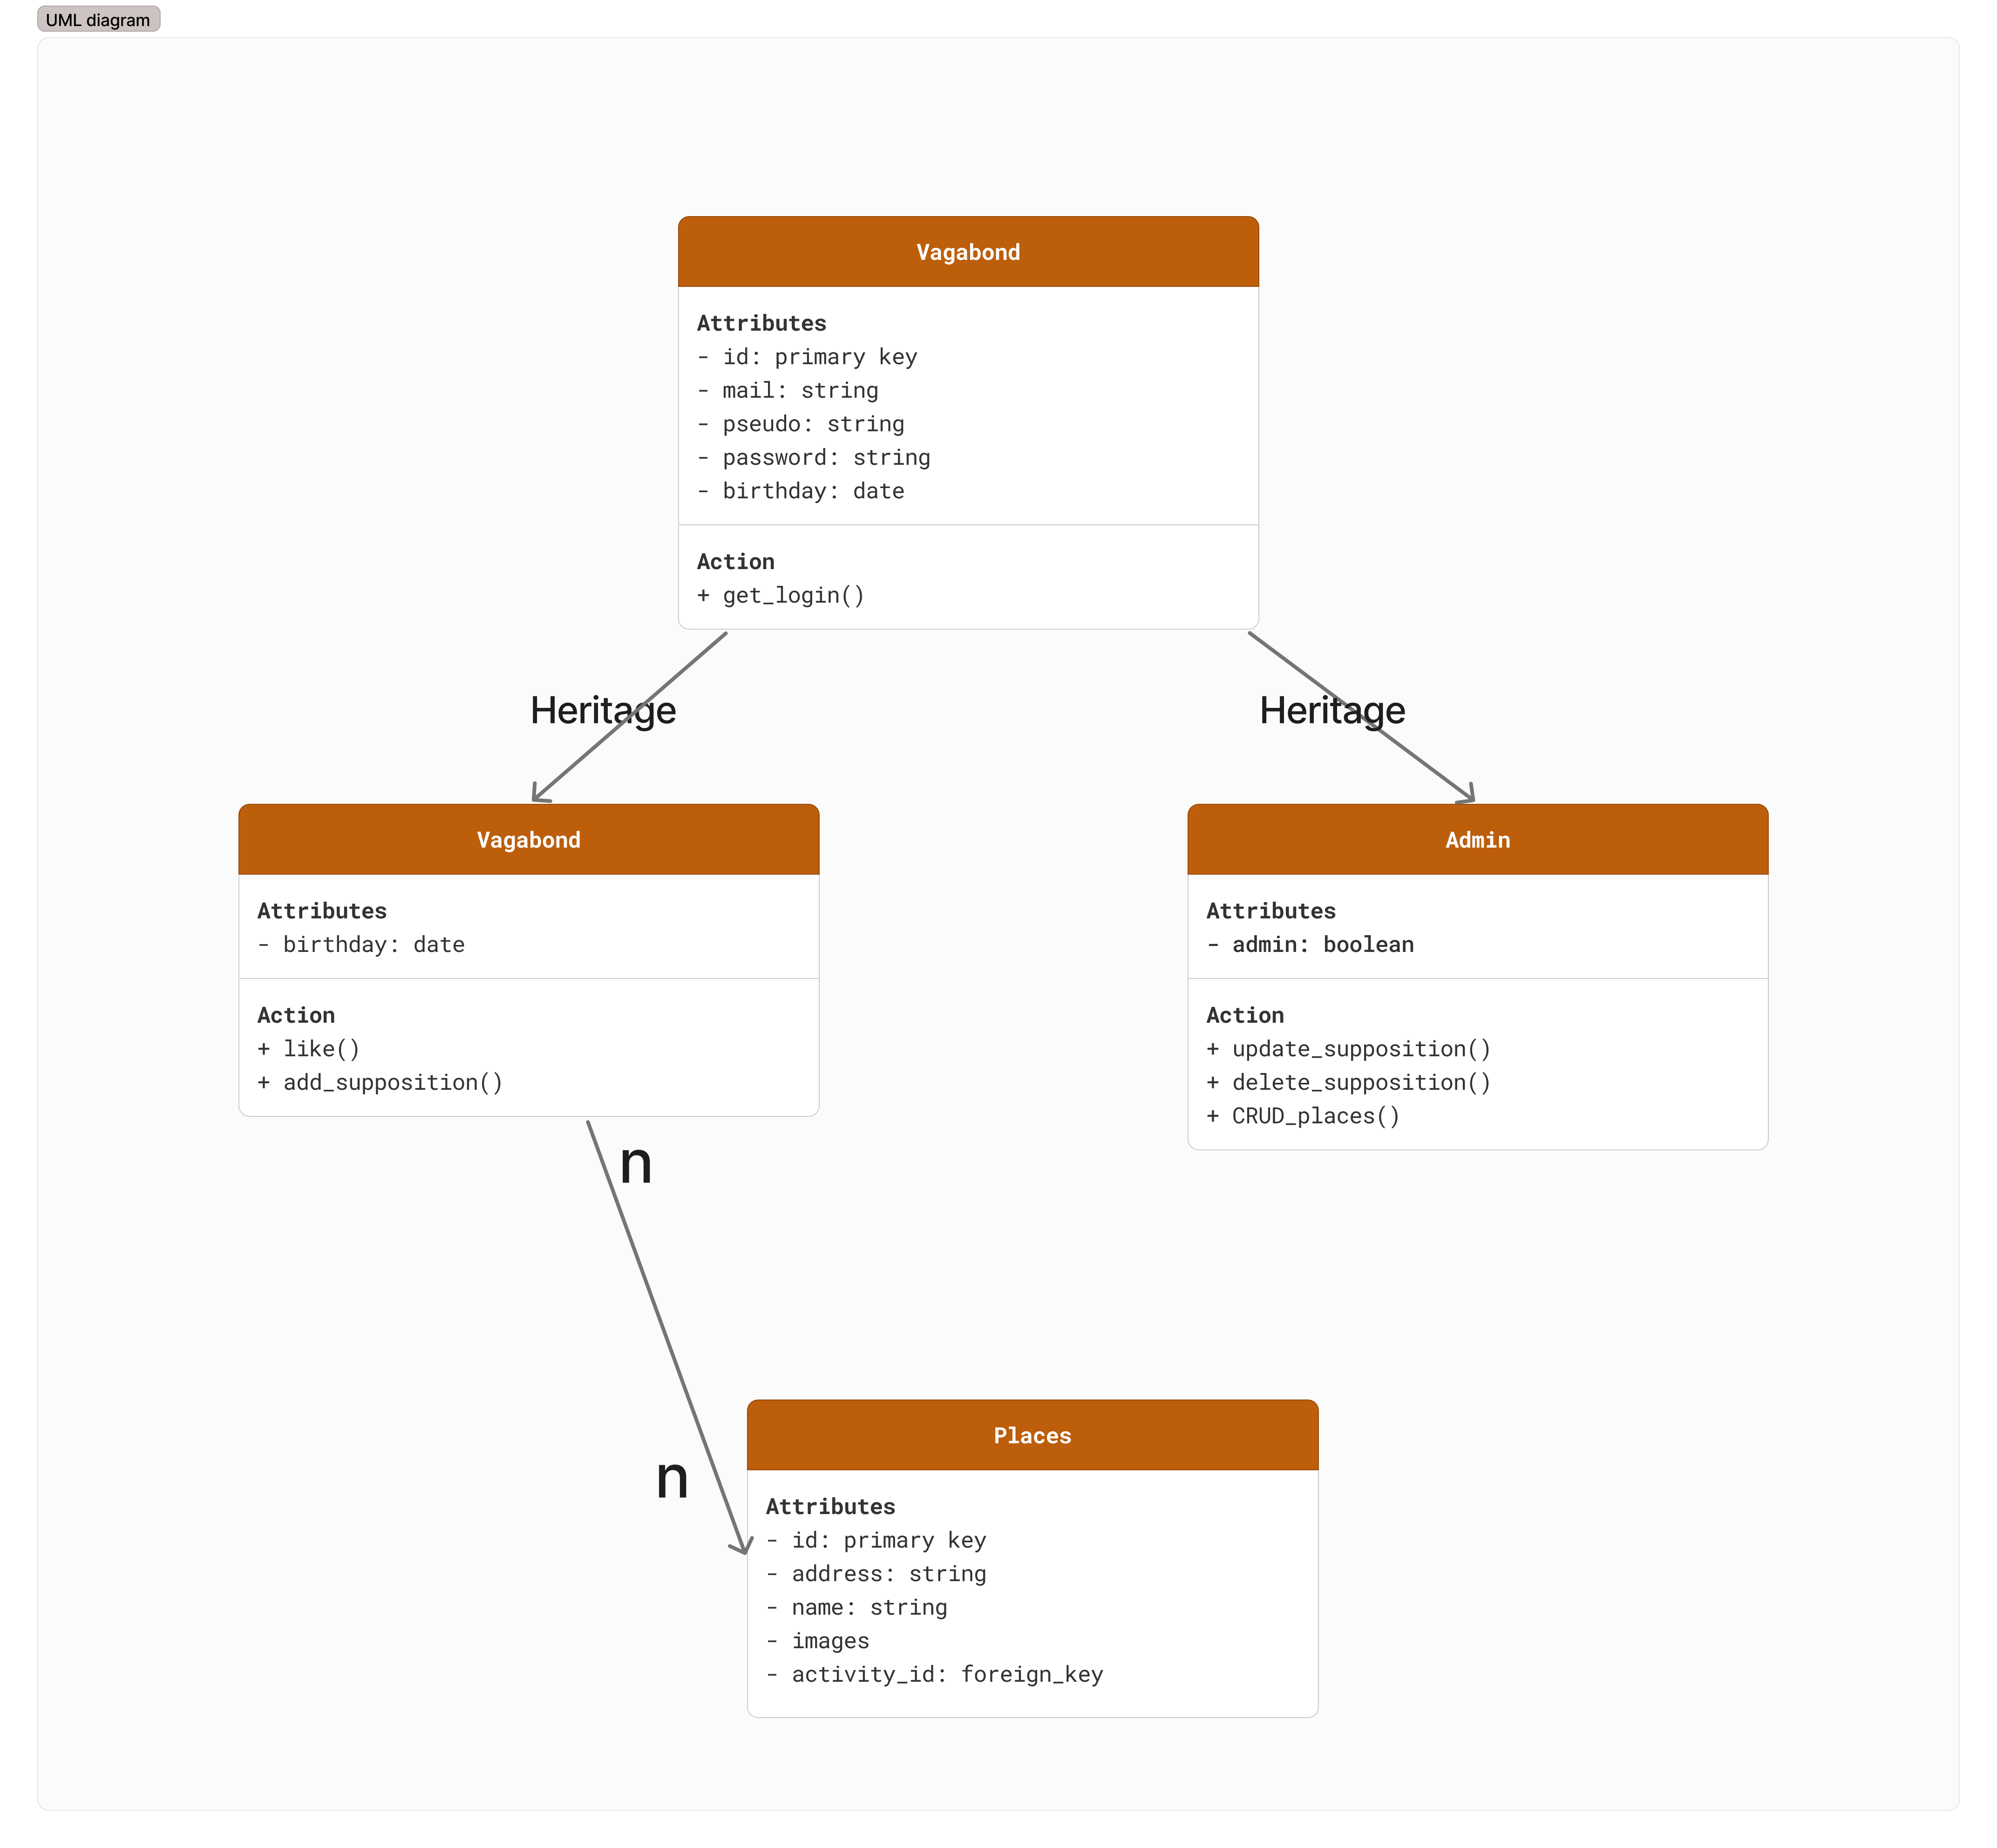 UML diagram
Vagabond
Attributes
- id: primary key
- mail: string
- pseudo: string
- password: string
- birthday: date
Action
+ get_login()
Heritage
Heritage
Vagabond
Attributes
- birthday: date
Action
+ like()
+ add_supposition()
Admin
Attributes
- admin: boolean
Action
+ update_supposition()
+ delete_supposition()
+ CRUD_places()
n
n
Places
Attributes
- id: primary key
- address: string
- name: string
- images
- activity_id: foreign_key